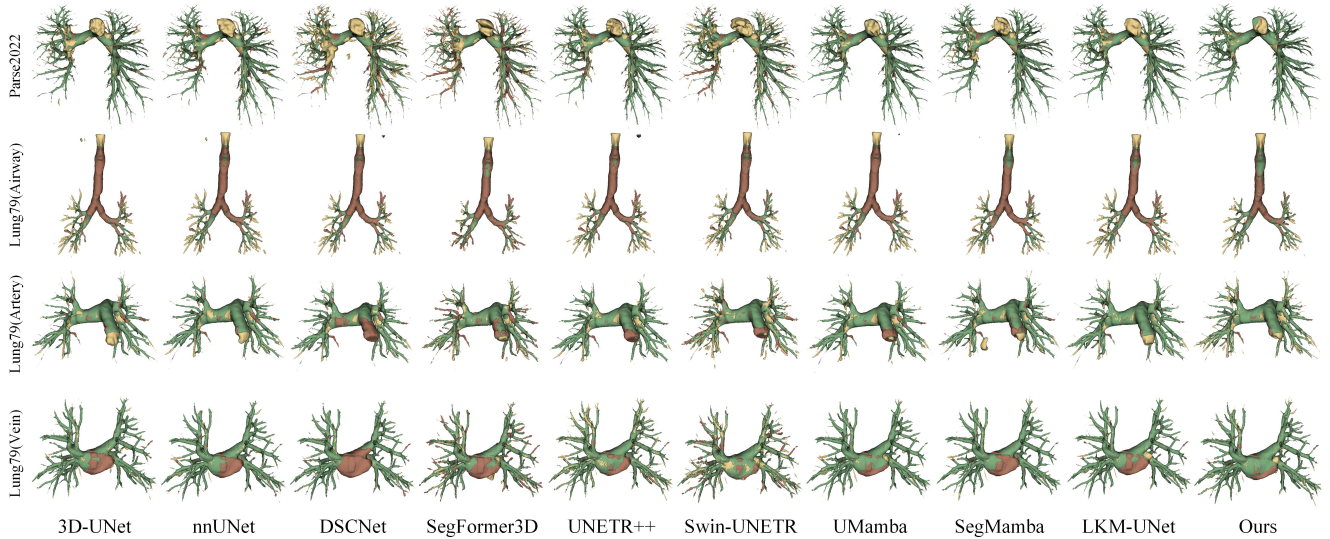 Parse2022
Lung79(Airway)
Lung79(Artery)
Lung79(Vein)
3D-UNet
nnUNet
DSCNet
SegFormer3D
UNETR++
Swin-UNETR
UMamba
SegMamba
LKM-UNet
Ours